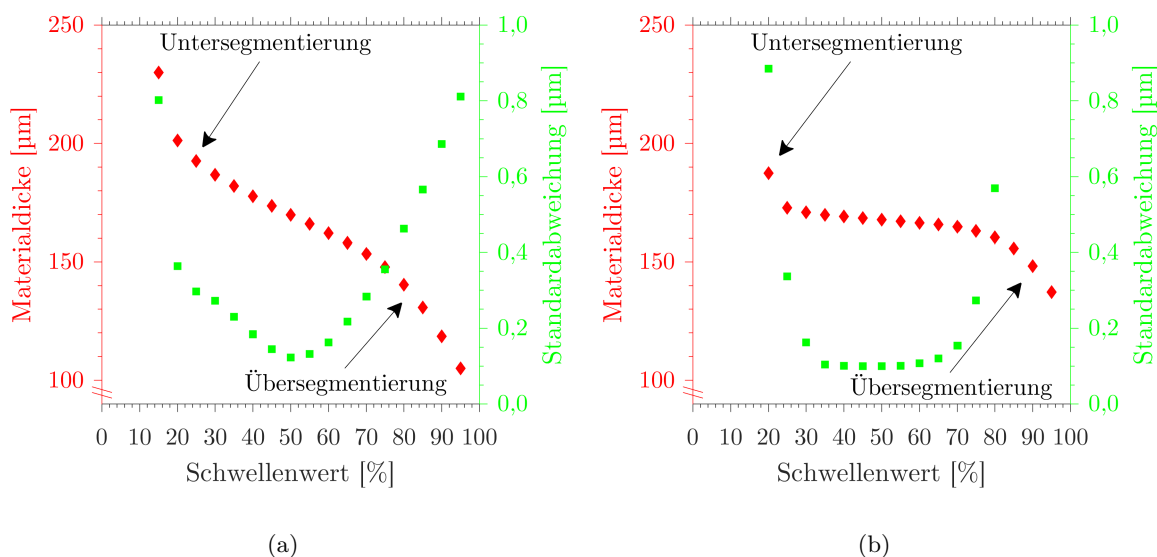 250
200
150
100
Materialdicke [µm]
1,0
0,8
0,6
0,4
0,2
0,0
Standardabweichung [µm]
Untersegmentierung
Übersegmentierung
0 10 20 30 40 50 60 70 80 90 100
Schwellenwert [%]
(a)
250
200
150
100
Materialdicke [µm]
1,0
0,8
0,6
0,4
0,2
0,0
Standardabweichung [µm]
Untersegmentierung
Übersegmentierung
0 10 20 30 40 50 60 70 80 90 100
Schwellenwert [%]
(b)